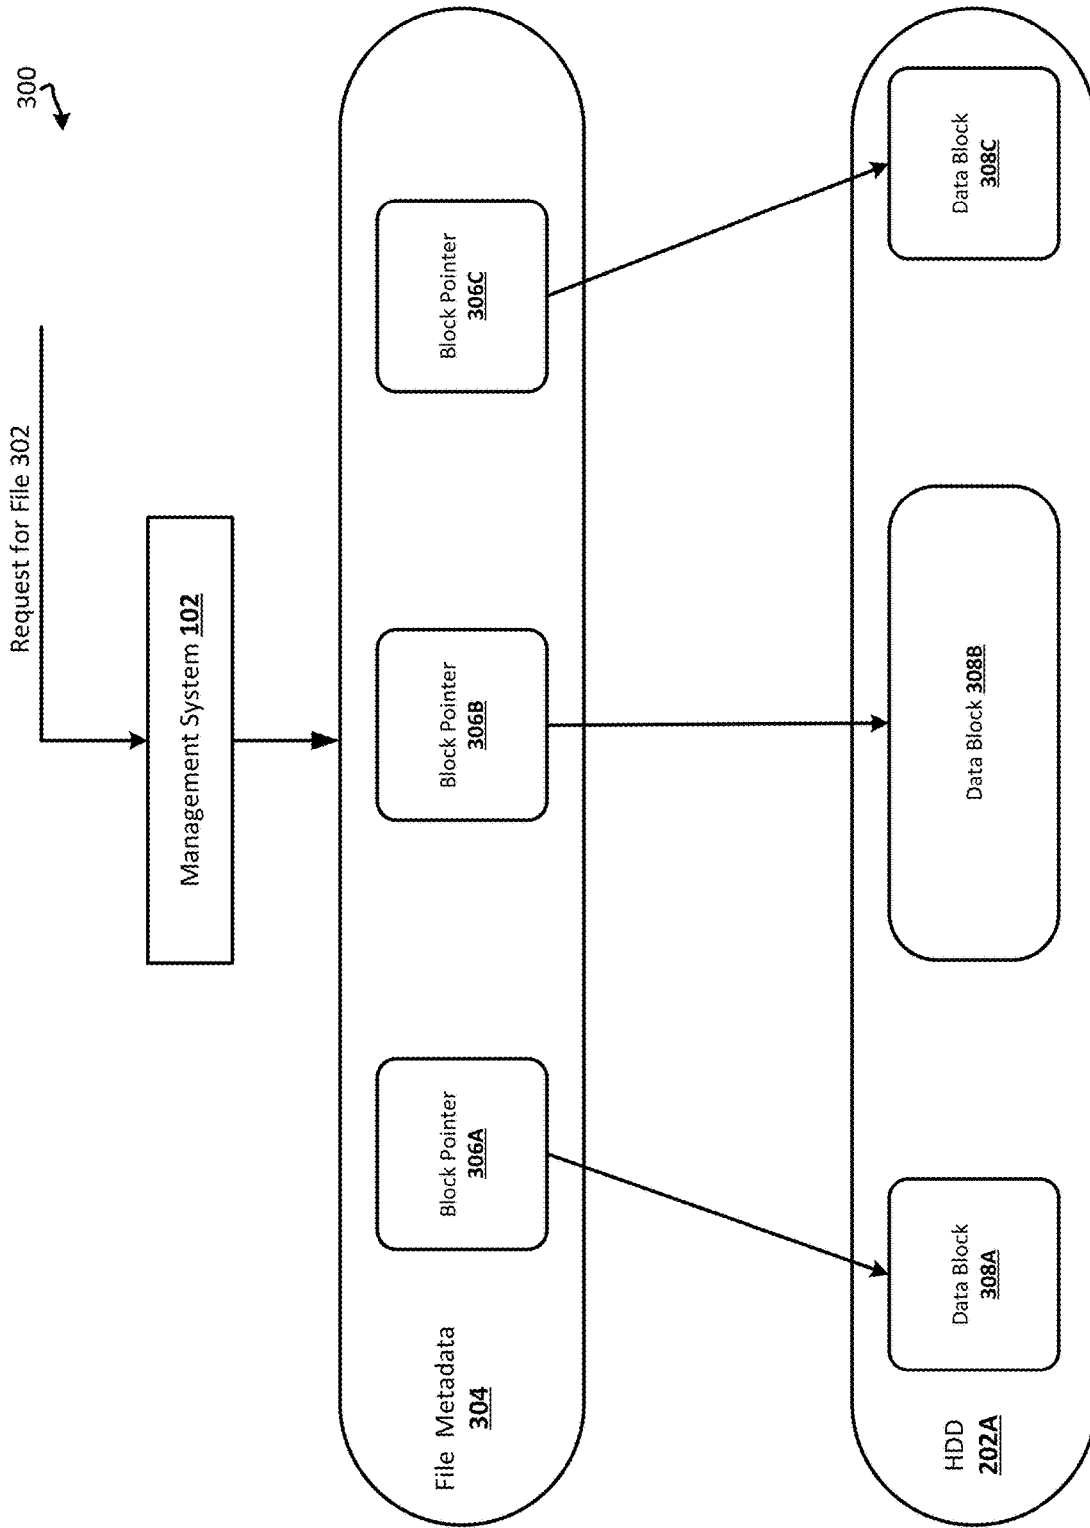 300
Request for File 302
Management System 102
File Metadata
304
Block Pointer
306A
Block Pointer
306B
Block Pointer
306C
HDD
202A
Data Block
308A
Data Block 308B
Data Block
308C